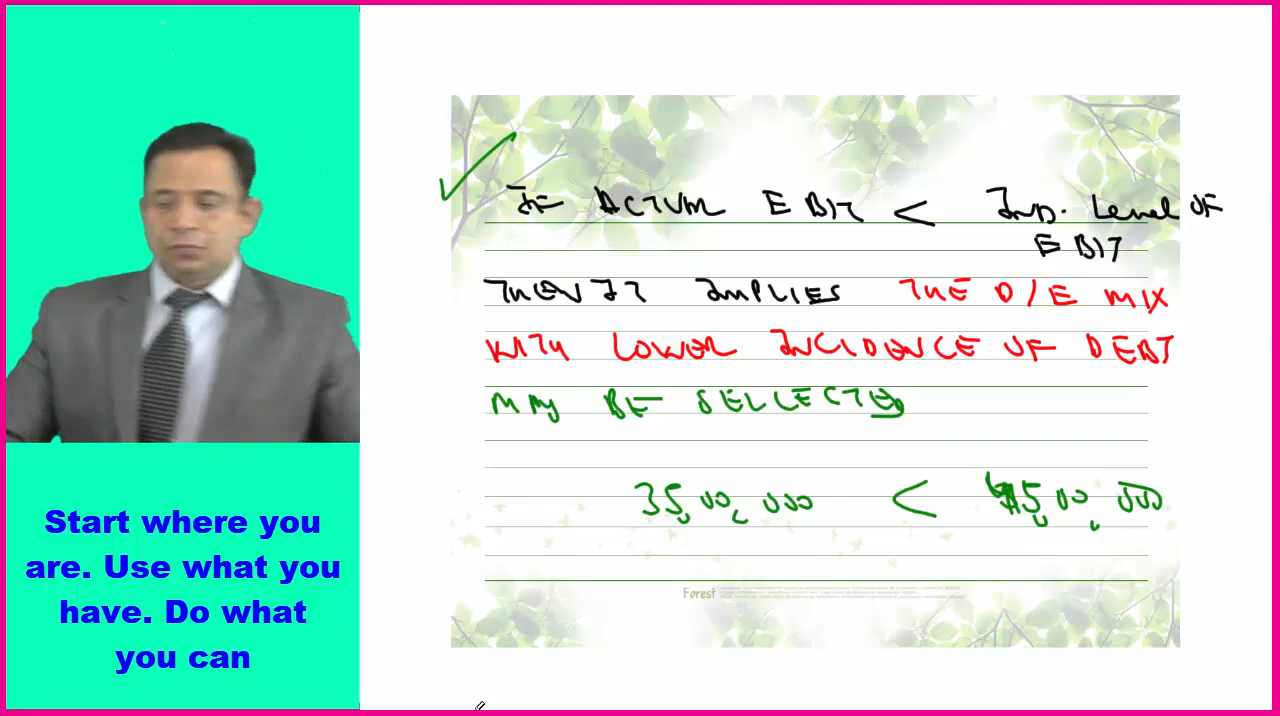 IF ACTUAL EBIT < IND. Level OF
EBIT
THEN IT IMPLIES THE D/E MIX
WITH LOWER INCIDENCE OF DEBT
MAY BE SELLECTED
35,00,000 < 45,00,000
Forest
Start where you
are. Use what you
have. Do what
you can